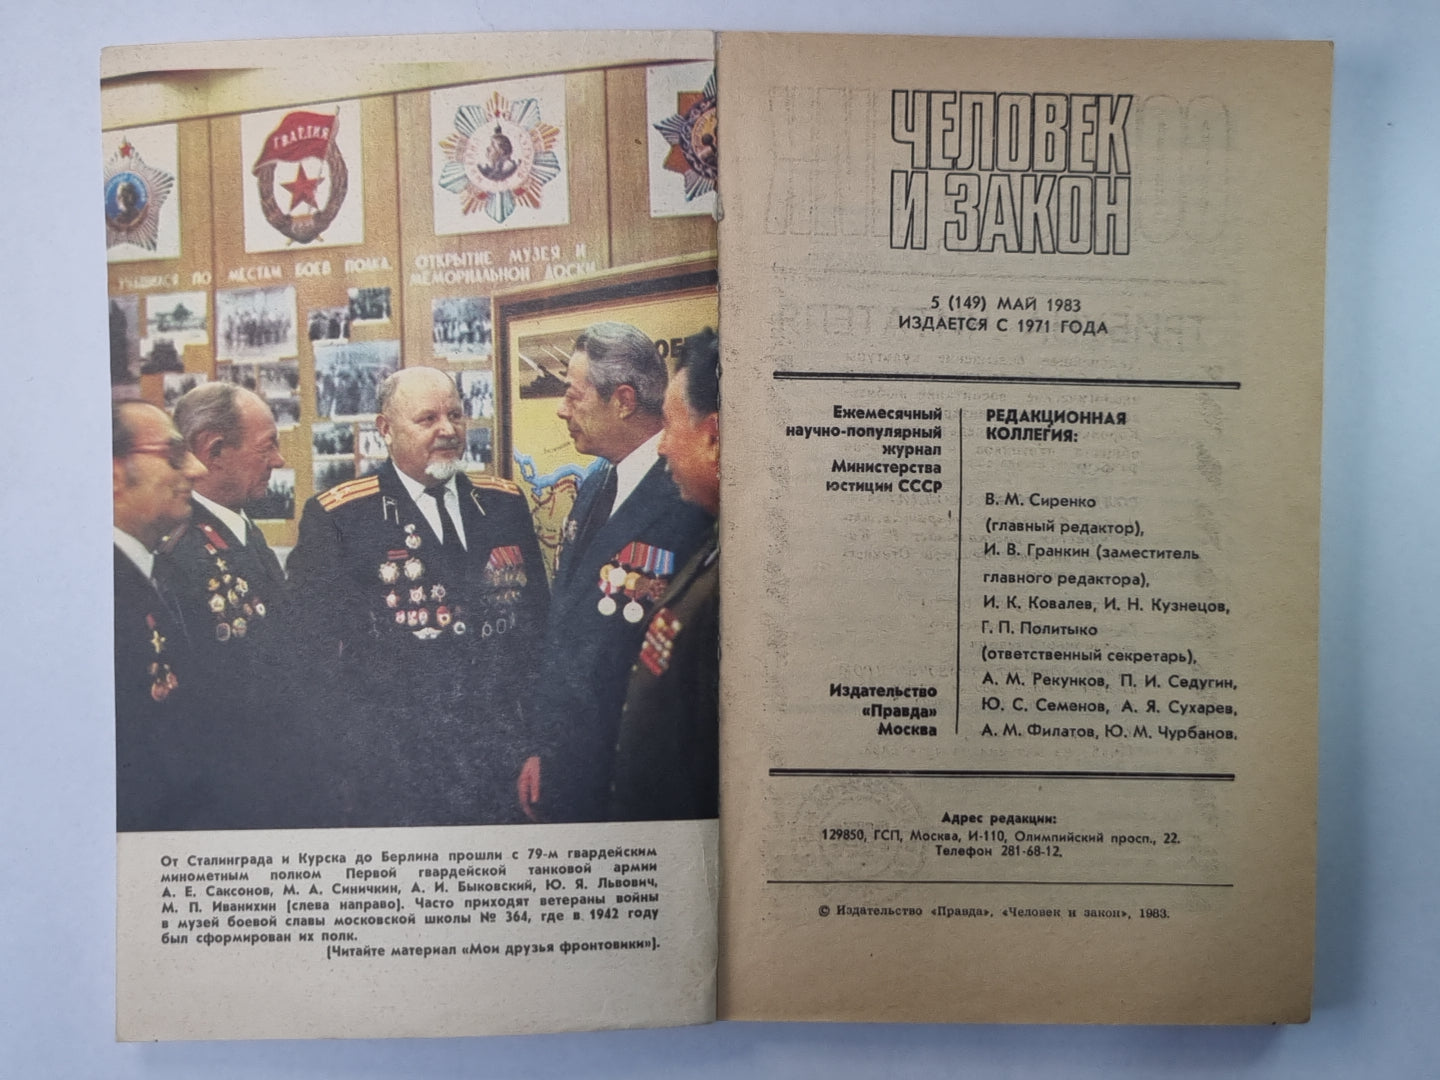 ГВАРДИЯ
УЧАЩИХСЯ ПО МЕСТАМ БОЕВ ПОЛКА.
ОТКРЫТИЕ МУЗЕЯ И
МЕМОРИАЛЬНОЙ ДОСКИ
От Сталинграда и Курска до Берлина прошли с 79-м гвардейским
минометным полком Первой гвардейской танковой армии
А. Е. Саксонов, М. А. Синичкин, А. И. Быковский, Ю. Я. Львович,
М. П. Иванихин [слева направо]. Часто приходят ветераны войны
в музей боевой славы московской школы № 364, где в 1942 году
был сформирован их полк.
[Читайте материал «Мои друзья фронтовики»].
ЧЕЛОВЕК
И ЗАКОН
5 (149) МАЙ 1983
ИЗДАЕТСЯ С 1971 ГОДА
Ежемесячный
научно-популярный
журнал
Министерства
юстиции СССР
Издательство
«Правда»
Москва
РЕДАКЦИОННАЯ
КОЛЛЕГИЯ:
В. М. Сиренко
(главный редактор),
И. В. Гранкин (заместитель
главного редактора),
И. К. Ковалев, И. Н. Кузнецов,
Г. П. Политыко
(ответственный секретарь),
А. М. Рекунков, П. И. Седугин,
Ю. С. Семенов, А. Я. Сухарев,
А. М. Филатов, Ю. М. Чурбанов.
Адрес редакции:
129850, ГСП, Москва, И-110, Олимпийский просп., 22.
Телефон 281-68-12.
© Издательство «Правда», «Человек и закон», 1983.